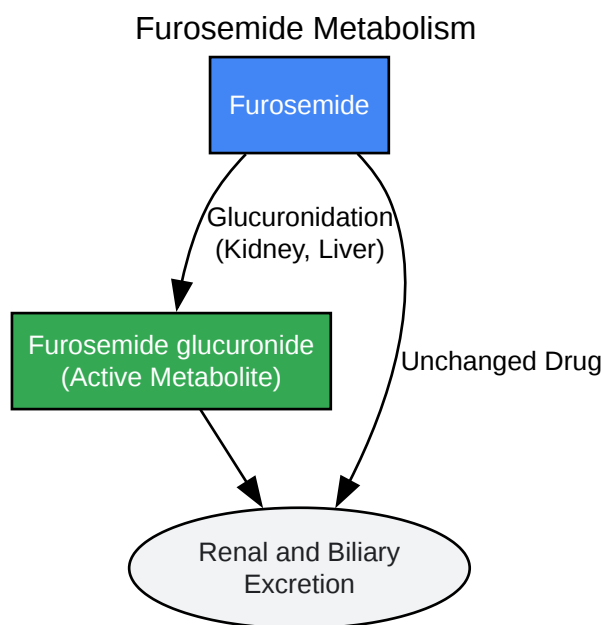 Furosemide Metabolism
Furosemide
Glucuronidation
(Kidney, Liver)
Furosemide glucuronide
(Active Metabolite)
Unchanged Drug
Renal and Biliary
Excretion